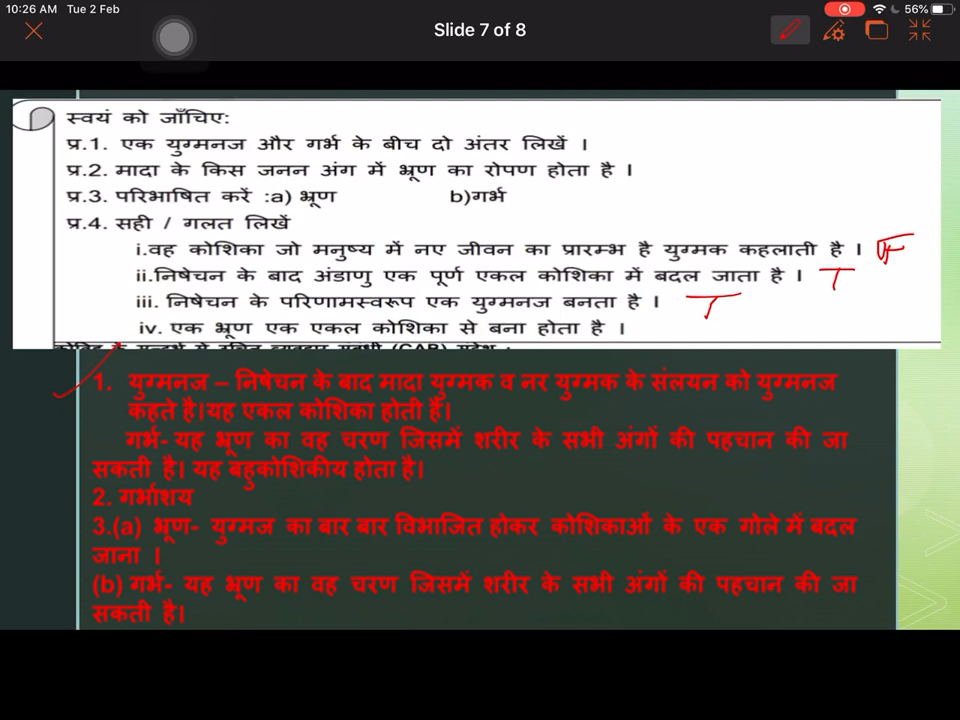 10:26 AM Tue 2 Feb
56%
Slide 7 of 8
स्वयं को जाँचिए:
प्र.1. एक युग्मनज और गर्भ के बीच दो अंतर लिखें ।
प्र.2. मादा के किस जनन अंग में भ्रूण का रोपण होता है ।
प्र.3. परिभाषित करें :a) भ्रूण b)गर्भ
प्र.4. सही / गलत लिखें
i.वह कोशिका जो मनुष्य में नए जीवन का प्रारम्भ है युग्मक कहलाती है । F
ii.निषेचन के बाद अंडाणु एक पूर्ण एकल कोशिका में बदल जाता है । T
iii. निषेचन के परिणामस्वरूप एक युग्मनज बनता है । T
iv. एक भ्रूण एक एकल कोशिका से बना होता है ।
(CAB)
1. युग्मनज – निषेचन के बाद मादा युग्मक व नर युग्मक के संलयन को युग्मनज
कहते है।यह एकल कोशिका होती है।
गर्भ- यह भ्रूण का वह चरण जिसमें शरीर के सभी अंगों की पहचान की जा
सकती है। यह बहुकोशिकीय होता है।
2. गर्भाशय
3.(a) भ्रूण- युग्मज का बार बार विभाजित होकर कोशिकाओं के एक गोले में बदल
जाना ।
(b) गर्भ- यह भ्रूण का वह चरण जिसमें शरीर के सभी अंगों की पहचान की जा
सकती है।